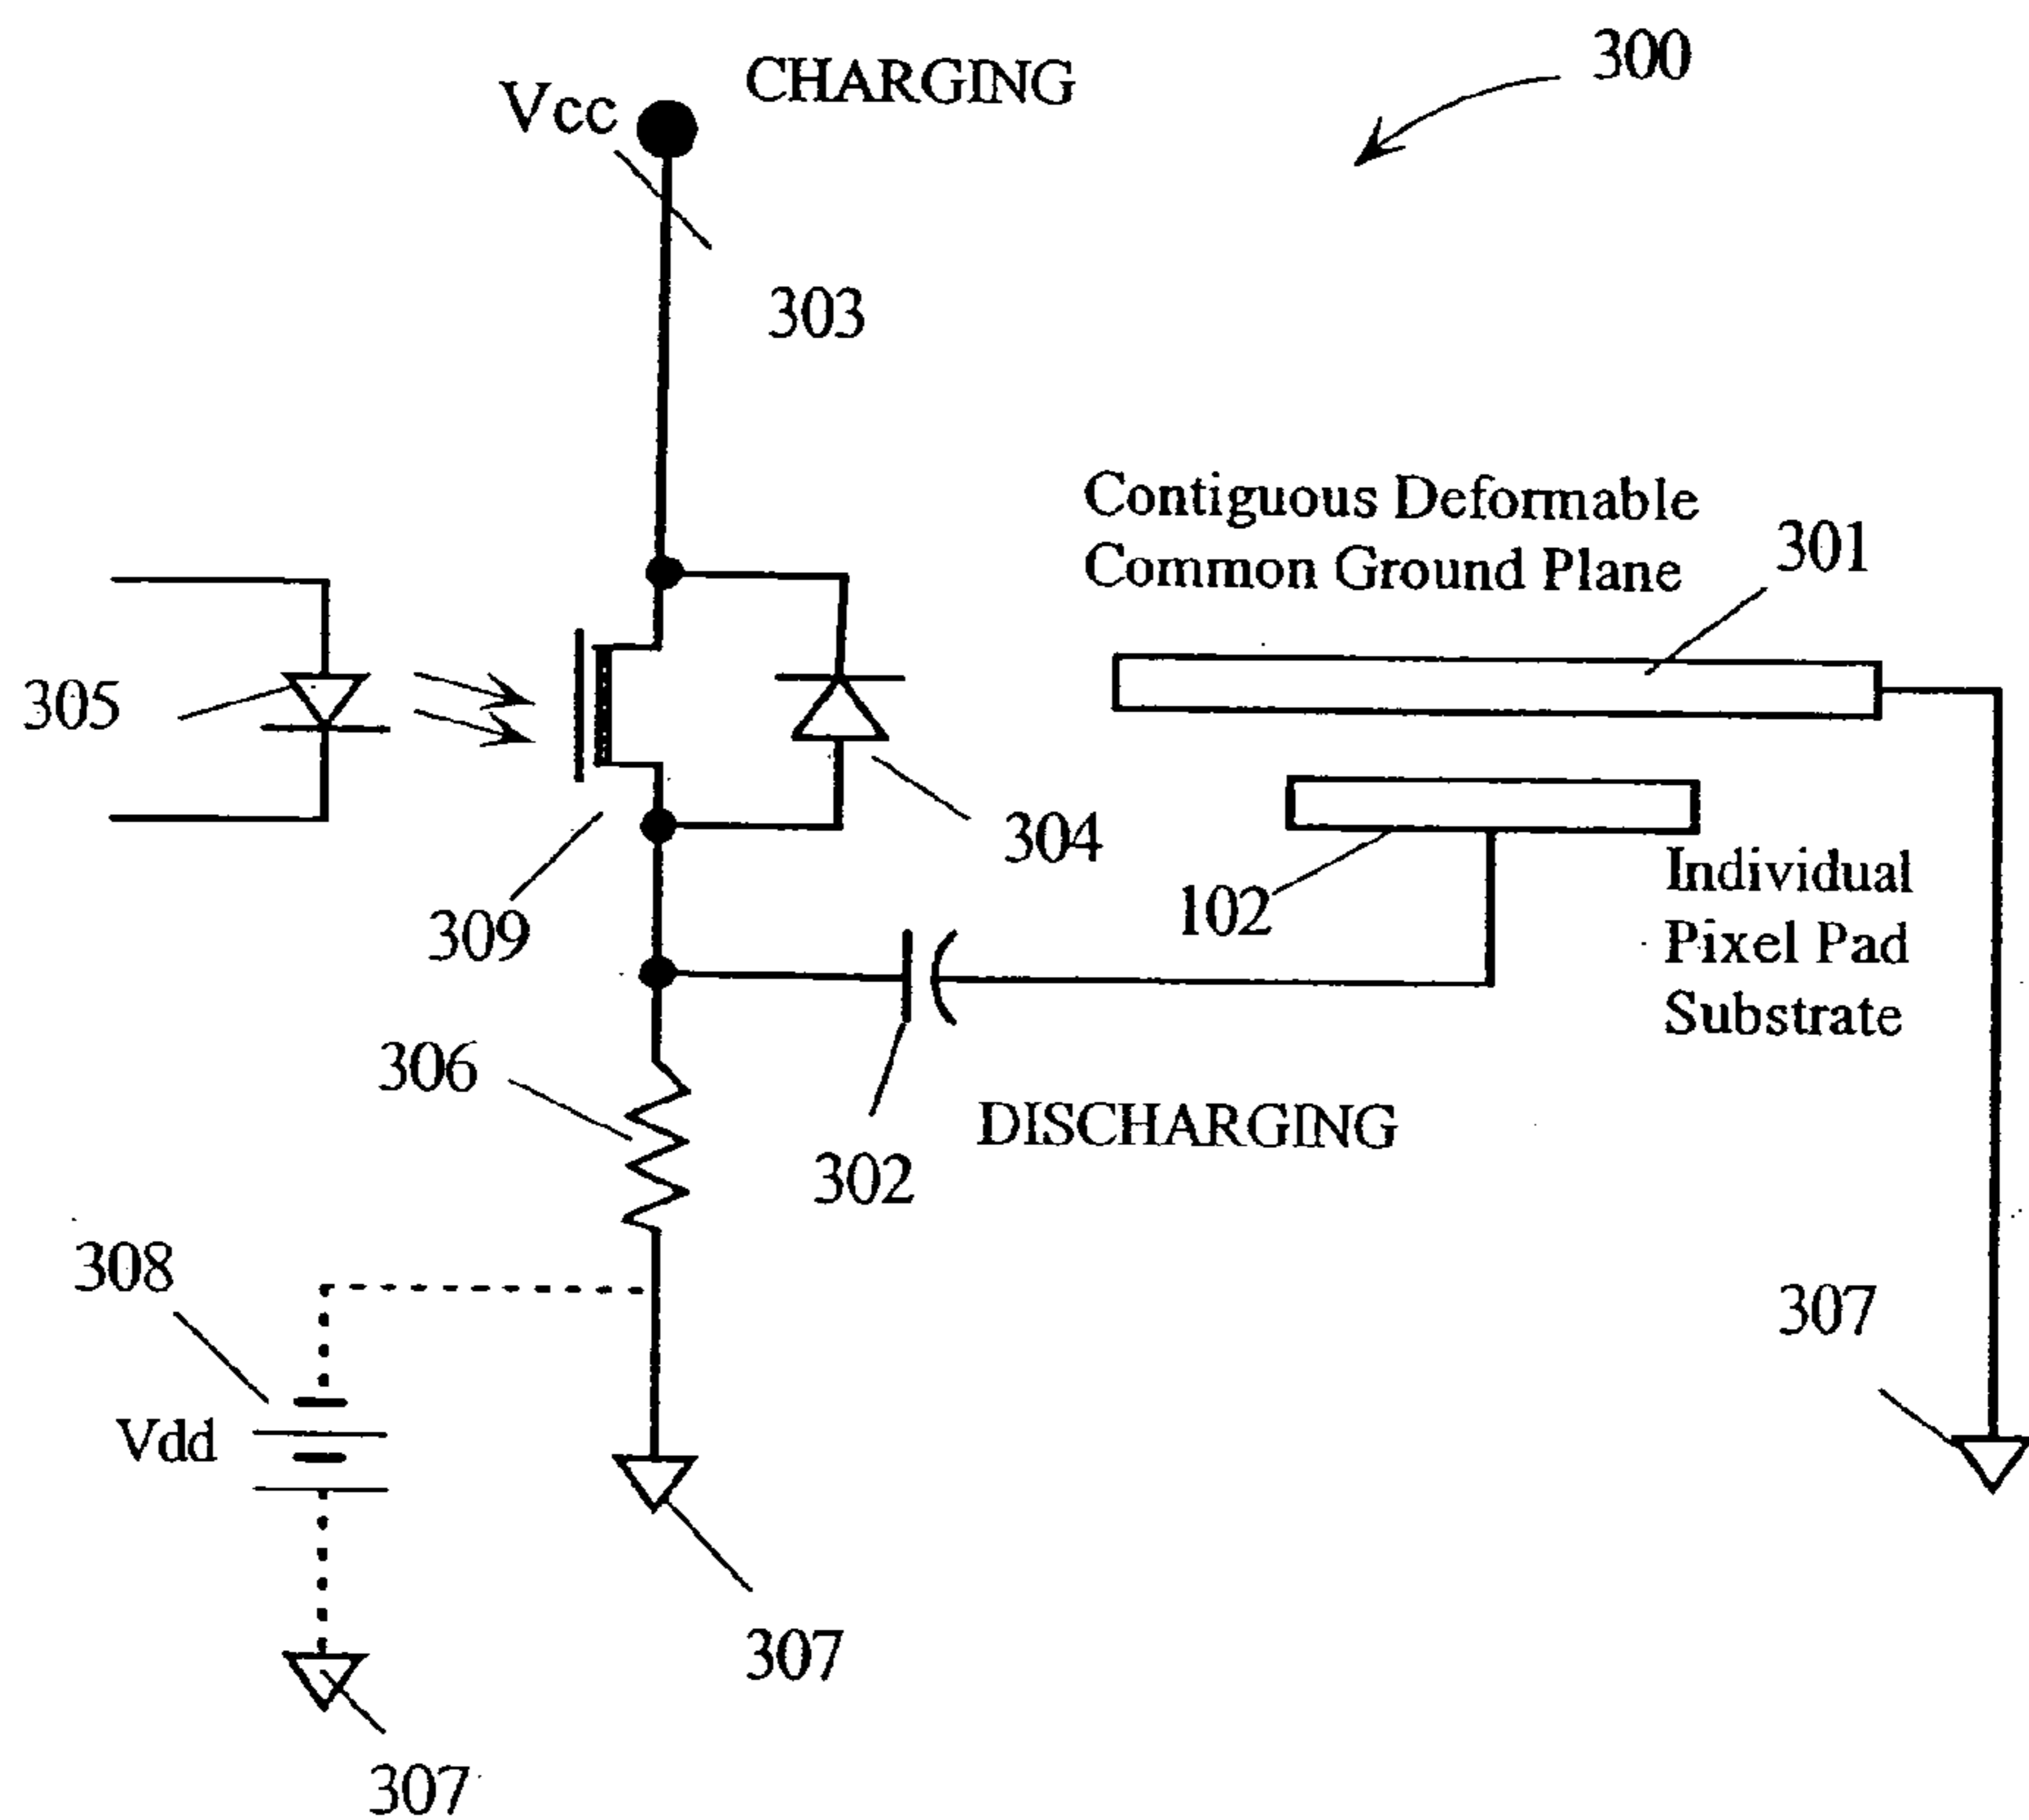 300
CHARGING
Vcc
303
Contiguous Deformable
Common Ground Plane
301
305
304
309
102
Individual
Pixel Pad
Substrate
306
DISCHARGING
302
308
307
Vdd
307
307